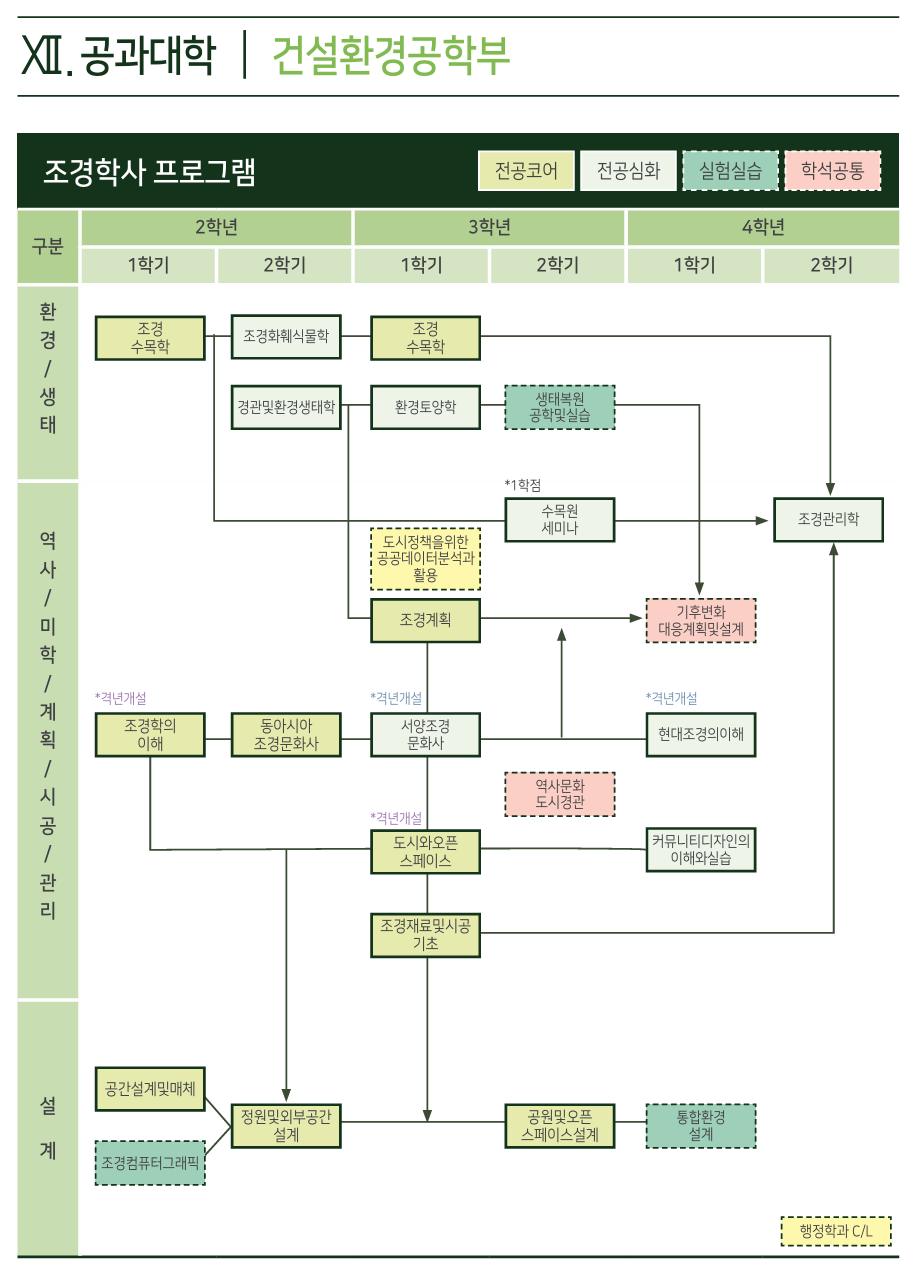 XII. 공과대학 | 건설환경공학부
조경학사 프로그램
전공코어
전공심화
실험실습
학석공통
구분
2학년
3학년
4학년
1학기
2학기
1학기
2학기
1학기
2학기
환
경
/
생
태
조경
수목학
조경화훼식물학
조경
수목학
경관및환경생태학
환경토양학
생태복원
공학및실습
역
사
/
미
학
/
계
획
/
시
공
/
관
리
*1학점
수목원
세미나
조경관리학
도시정책을위한
공공데이터분석과
활용
조경계획
기후변화
대응계획및설계
*격년개설
조경학의
이해
동아시아
조경문화사
*격년개설
서양조경
문화사
*격년개설
현대조경의이해
역사문화
도시경관
*격년개설
도시와오픈
스페이스
커뮤니티디자인의
이해와실습
조경재료및시공
기초
설
계
공간설계및매체
조경컴퓨터그래픽
정원및외부공간
설계
공원및오픈
스페이스설계
통합환경
설계
행정학과 C/L